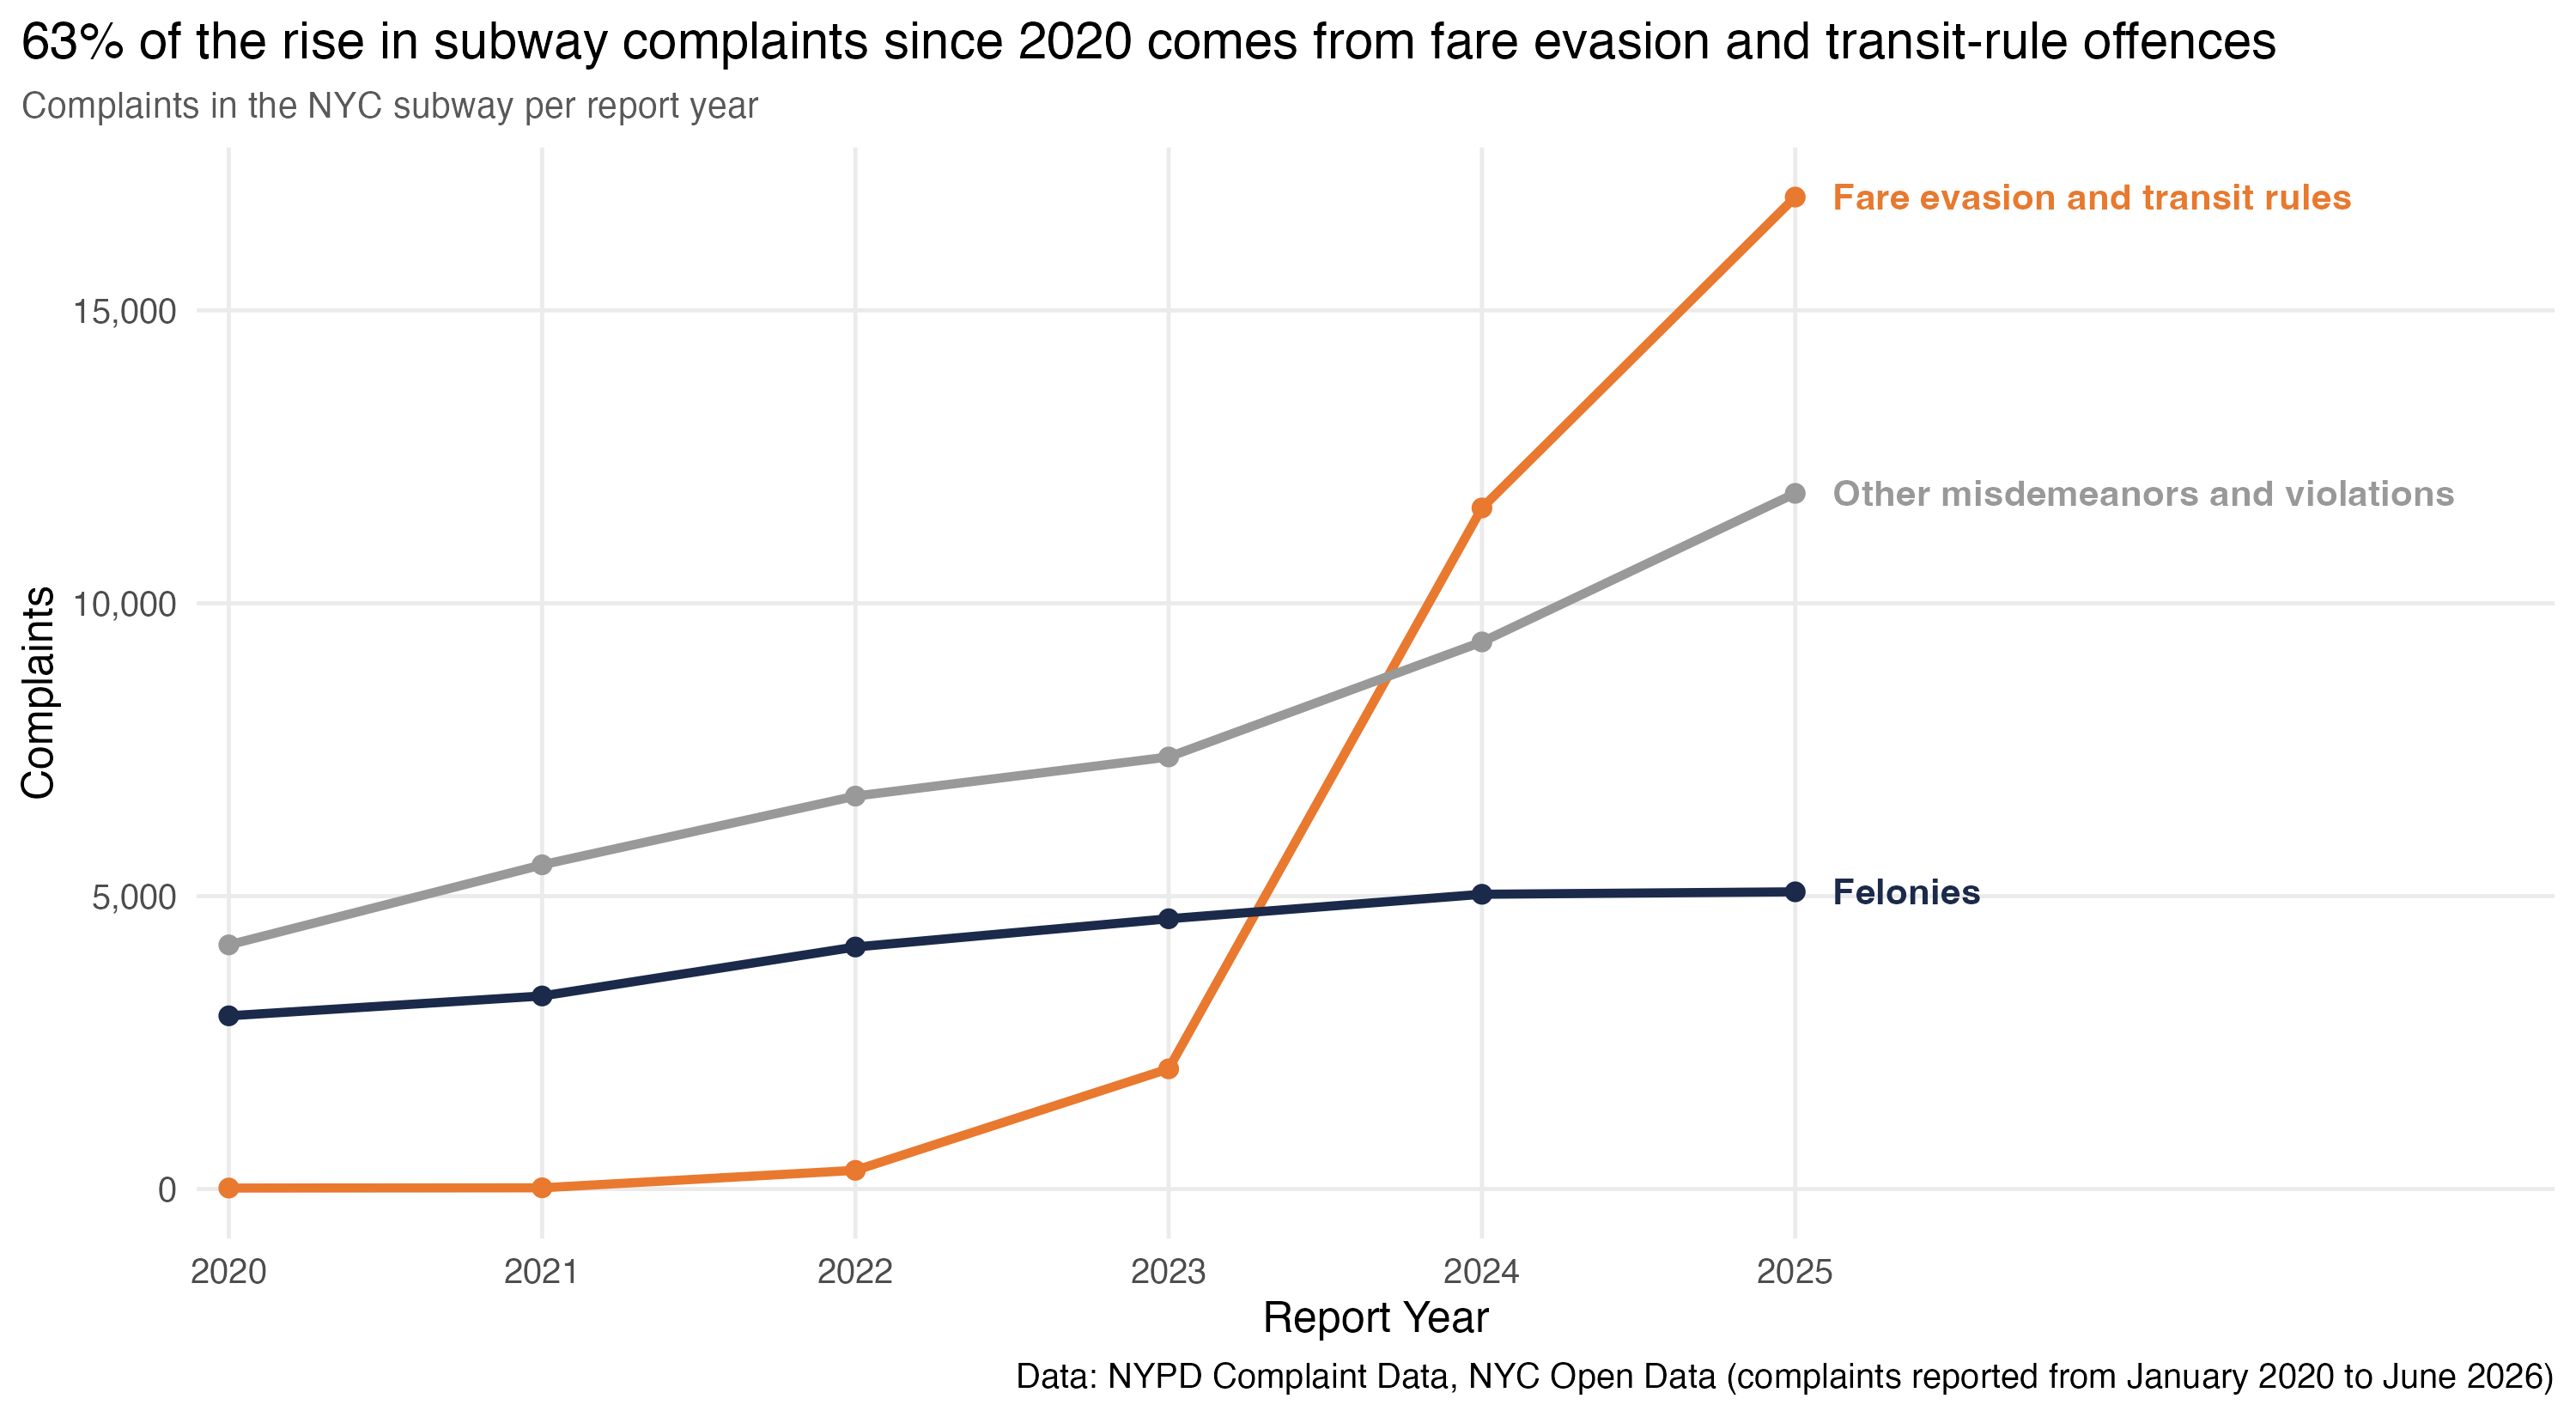 63% of the rise in subway complaints since 2020 comes from fare evasion and transit-rule offences
Complaints in the NYC subway per report year
Fare evasion and transit rules
15,000
Other misdemeanors and violations
10,000
Complaints
5,000
Felonies
0
2020 2021 2022 2023 2024 2025
Report Year
Data: NYPD Complaint Data, NYC Open Data (complaints reported from January 2020 to June 2026)